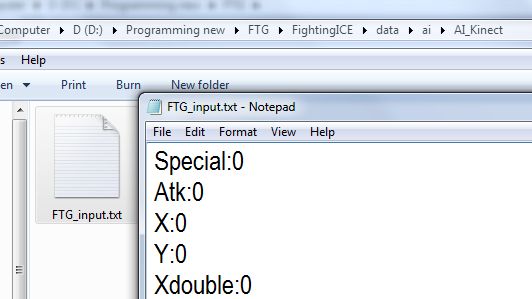 Computer ▸ D (D:) ▸ Programming new ▸ FTG ▸ FightingICE ▸ data ▸ ai ▸ AI_Kinect
Help
en Print Burn New folder
FTG_input.txt - Notepad
File Edit Format View Help
FTG_input.txt
Special:0
Atk:0
X:0
Y:0
Xdouble:0